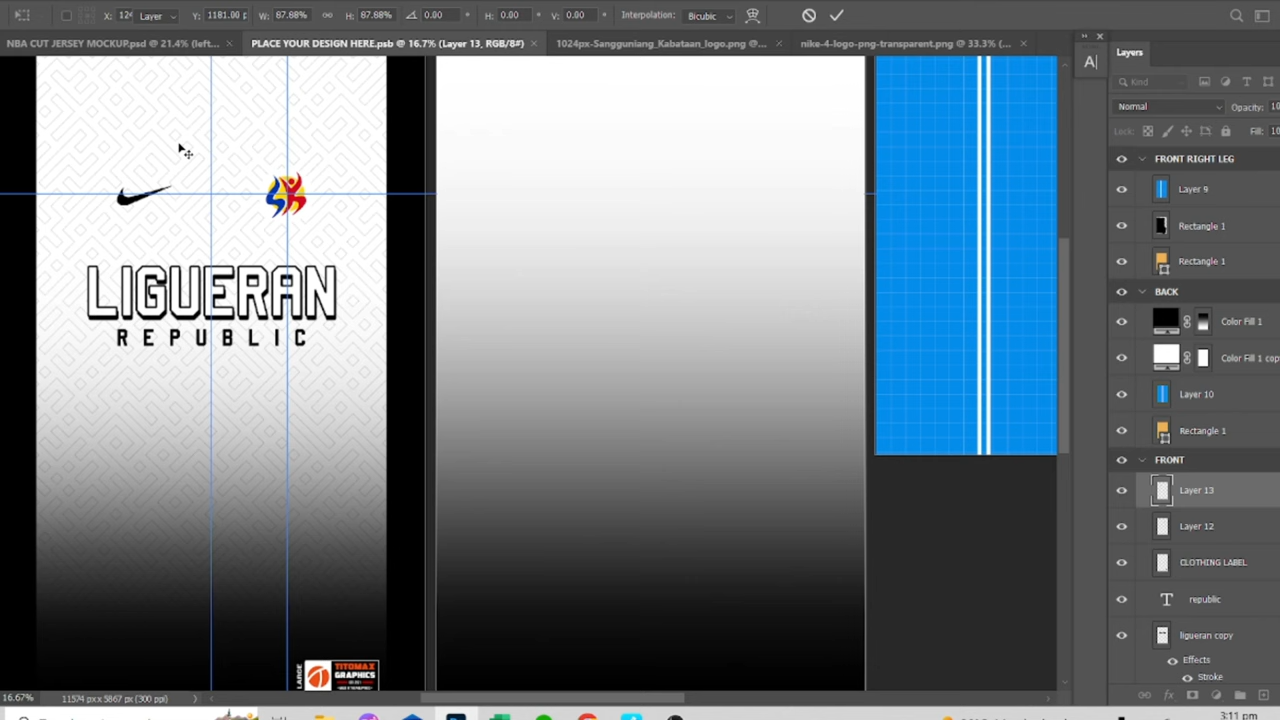 X: 124 Y: 1181.00 p W: 87.68% H: 87.68% 0.00 ° H: 0.00 ° V: 0.00 ° Interpolation: Bicubic
Layer
NBA CUT JERSEY MOCKUP.psd @ 21.4% (left... × PLACE YOUR DESIGN HERE.psb @ 16.7% (Layer 13, RGB/8#) × 1024px-Sangguniang_Kabataan_logo.png @... × nike-4-logo-png-transparent.png @ 33.3% (... ×
Layers
Kind
Normal Opacity: 10
Lock: Fill: 10
FRONT RIGHT LEG
Layer 9
Rectangle 1
Rectangle 1
BACK
Color Fill 1
Color Fill 1 cop
Layer 10
Rectangle 1
FRONT
Layer 13
Layer 12
CLOTHING LABEL
T republic
ligueran copy
Effects
Stroke
LIGUERAN
REPUBLIC
LARGE
TITOMAX
GRAPHICS
16.67% 11574 px x 5867 px (300 ppi)
3:11 pm